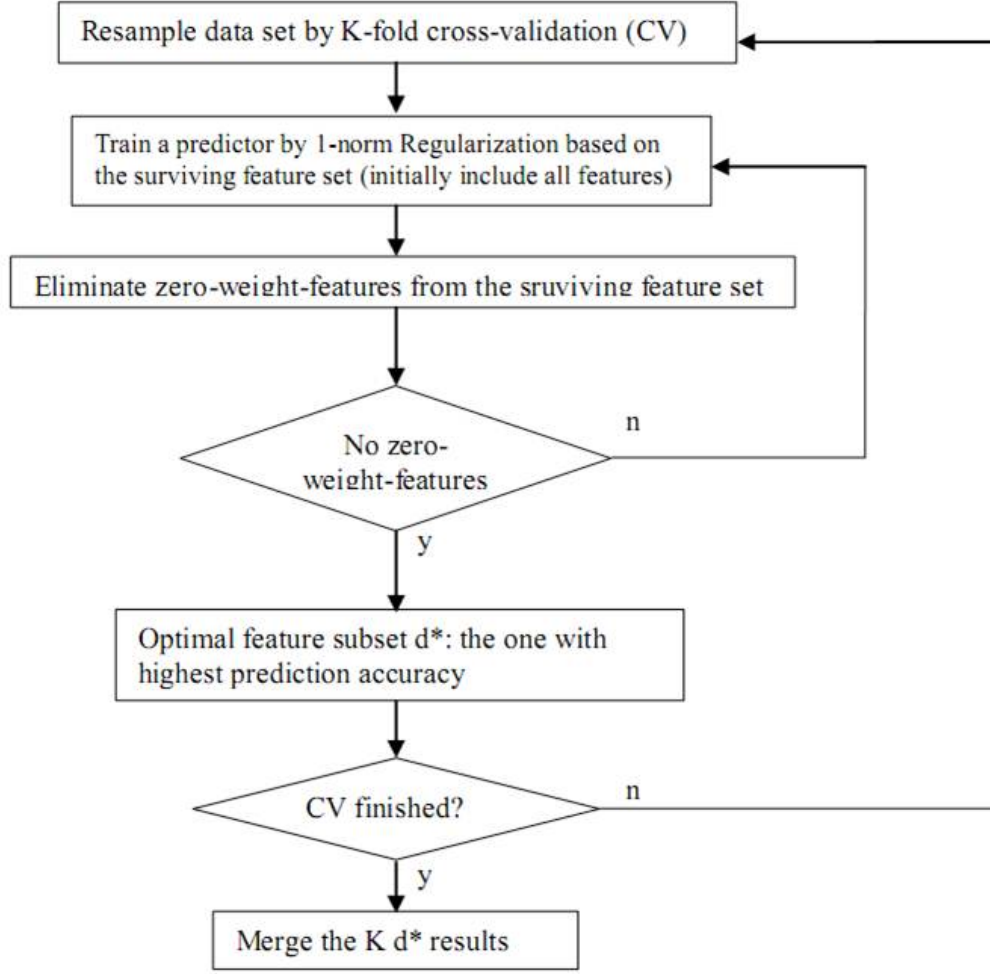 Resample data set by K-fold cross-validation (CV)
Train a predictor by 1-norm Regularization based on
the surviving feature set (initially include all features)
Eliminate zero-weight-features from the sruviving feature set
No zero-
weight-features
n
y
Optimal feature subset d*: the one with
highest prediction accuracy
CV finished?
n
y
Merge the K d* results